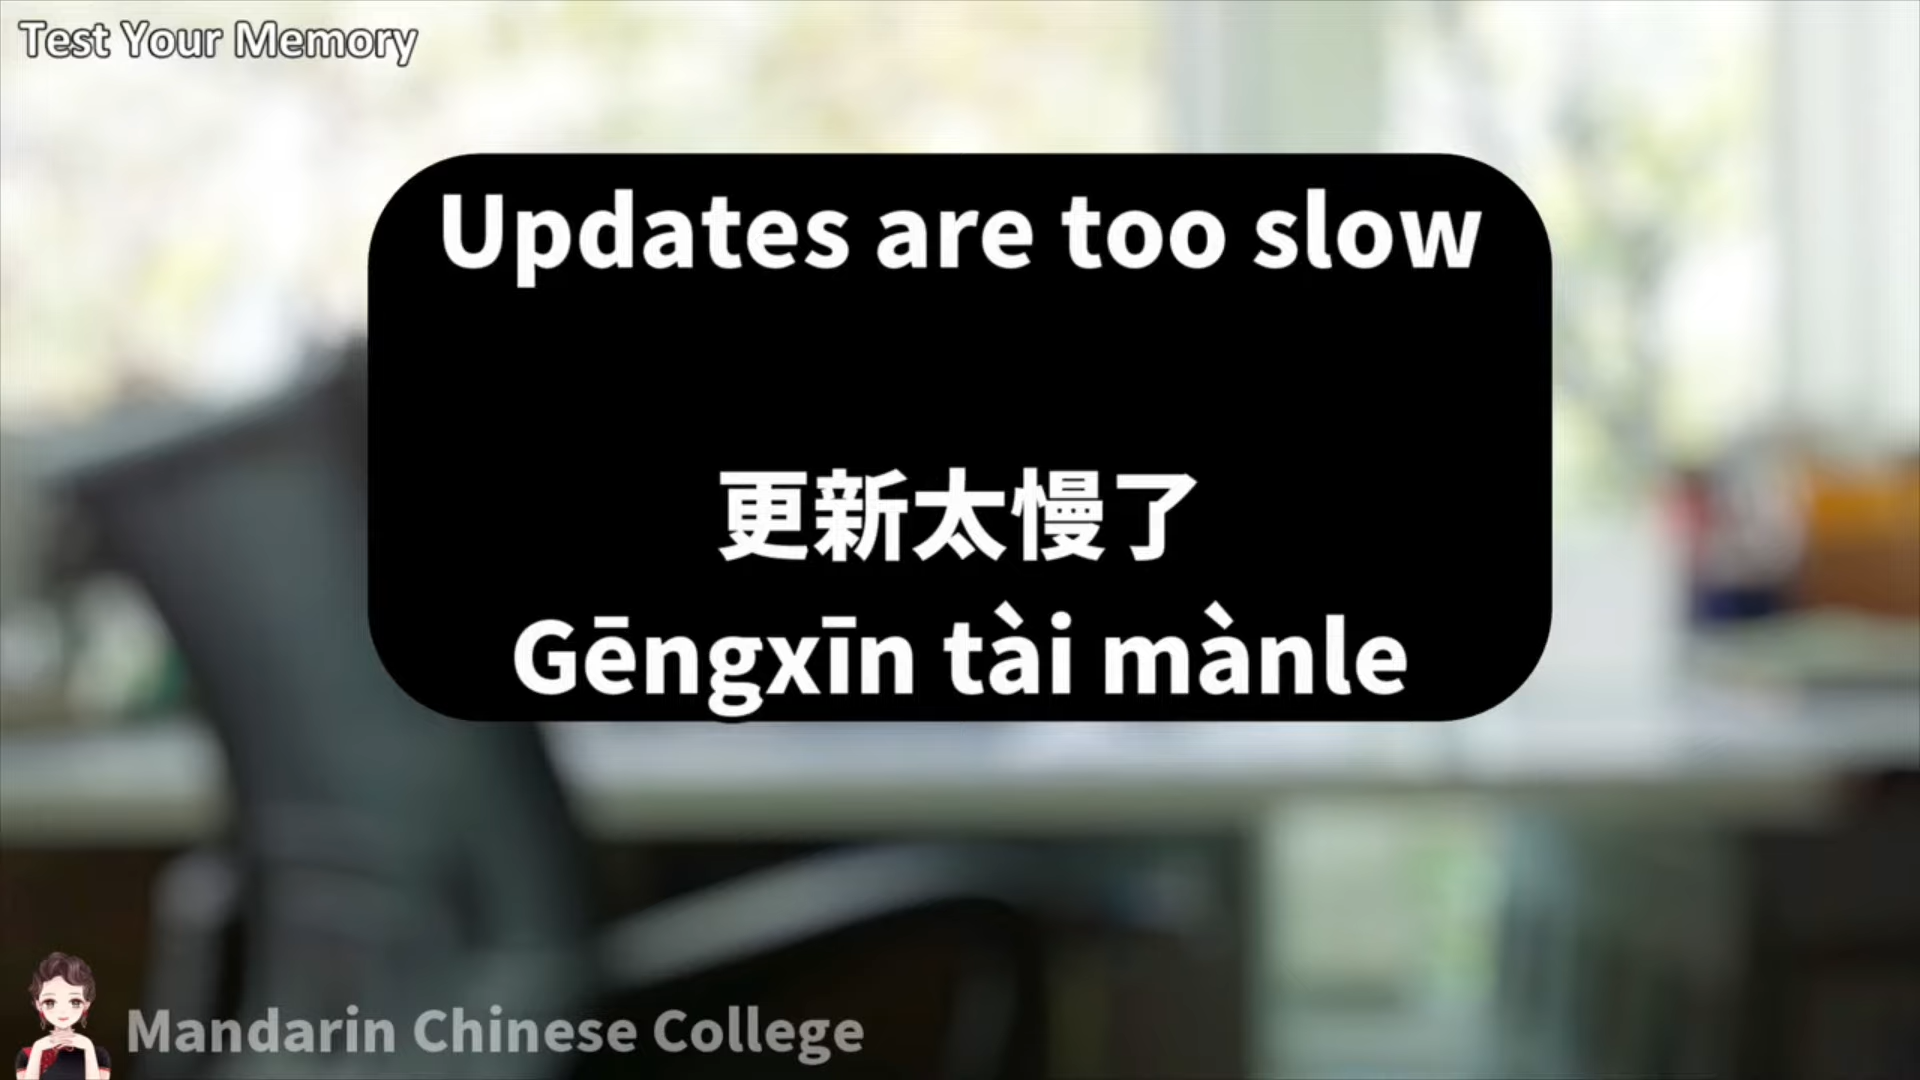 Test Your Memory
Updates are too slow
更新太慢了
Gēngxīn tài mànle
Mandarin Chinese College